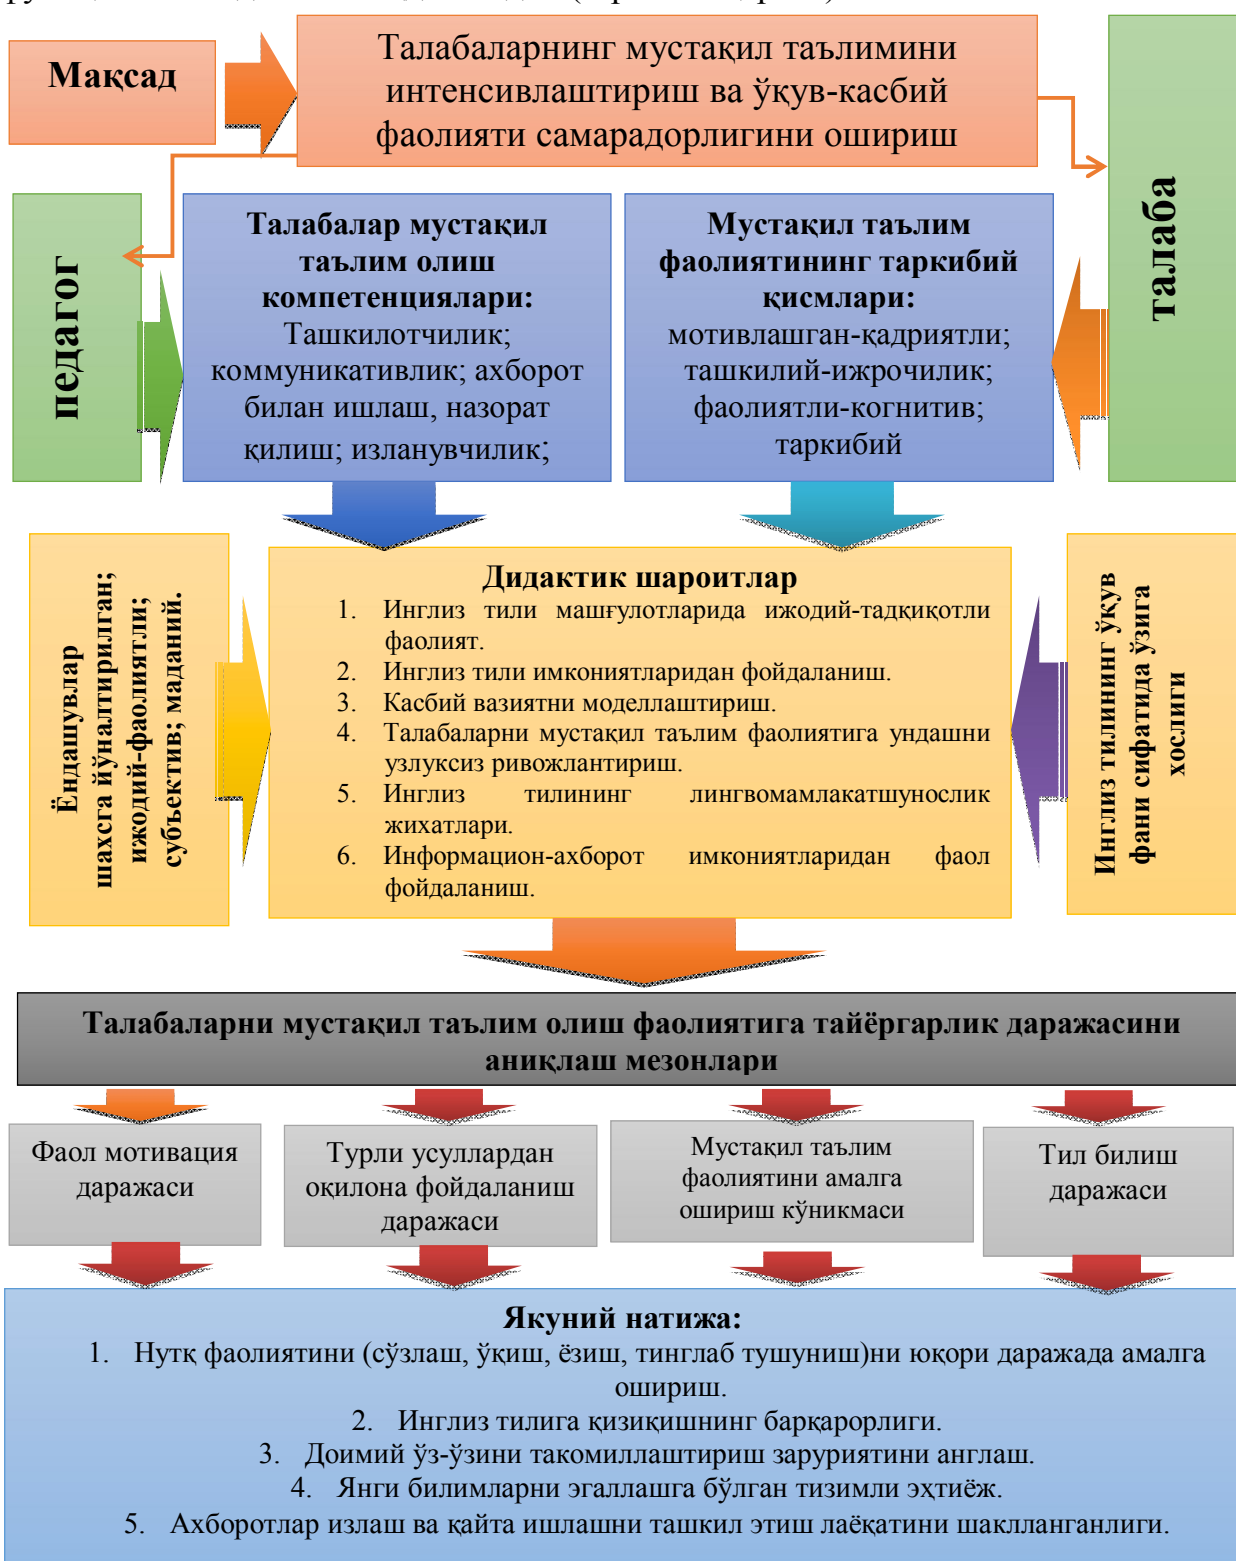 Мақсад
Талабаларнинг мустақил таълимини
интенсивлаштириш ва ўқув-касбий
фаолияти самарадорлигини ошириш
педагог
Талабалар мустақил
таълим олиш
компетенциялари:
Ташкилотчилик;
коммуникативлик; ахборот
билан ишлаш, назорат
қилиш; изланувчилик;
Мустақил таълим
фаолиятининг таркибий
қисмлари:
мотивлашган-қадриятли;
ташкилий-ижрочилик;
фаолиятли-когнитив;
таркибий
талаба
Ёндашувлар
шахсга йўналтирилган;
ижодий-фаолиятли;
субъектив; маданий.
Дидактик шароитлар
1. Инглиз тили машғулотларида ижодий-тадқиқотли
фаолият.
2. Инглиз тили имкониятларидан фойдаланиш.
3. Касбий вазиятни моделлаштириш.
4. Талабаларни мустақил таълим фаолиятига ундашни
узлуксиз ривожлантириш.
5. Инглиз тилининг лингвомамлакатшунослик
жихатлари.
6. Информацион-ахборот имкониятларидан фаол
фойдаланиш.
Инглиз тилининг ўқув
фани сифатида ўзига
хослиги
Талабаларни мустақил таълим олиш фаолиятига тайёргарлик даражасини
аниқлаш мезонлари
Фаол мотивация
даражаси
Турли усуллардан
оқилона фойдаланиш
даражаси
Мустақил таълим
фаолиятини амалга
ошириш кўникмаси
Тил билиш
даражаси
Якуний натижа:
1. Нутқ фаолиятини (сўзлаш, ўқиш, ёзиш, тинглаб тушуниш)ни юқори даражада амалга
ошириш.
2. Инглиз тилига қизиқишнинг барқарорлиги.
3. Доимий ўз-ўзини такомиллаштириш заруриятини англаш.
4. Янги билимларни эгаллашга бўлган тизимли эҳтиёж.
5. Ахборотлар излаш ва қайта ишлашни ташкил этиш лаёқатини шаклланганлиги.